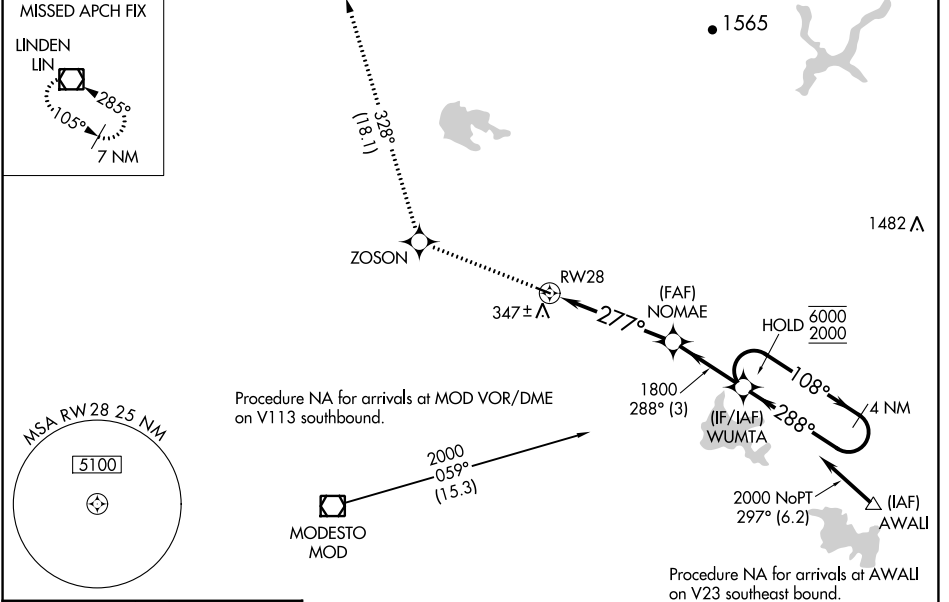 MISSED APCH FIX
LINDEN
LIN
285°
105°
7 NM
328°
(18.1)
1565
1482
ZOSON
RW28
347±
277°
(FAF)
NOMAE
HOLD
6000
2000
108°
4 NM
288°
1800
288° (3)
(IF/IAF)
WUMTA
Procedure NA for arrivals at MOD VOR/DME
on V113 southbound.
MSA RW 28 25 NM
5100
2000
059°
(15.3)
MODESTO
MOD
2000 NoPT
297° (6.2)
(IAF)
AWALI
Procedure NA for arrivals at AWALI
on V23 southeast bound.